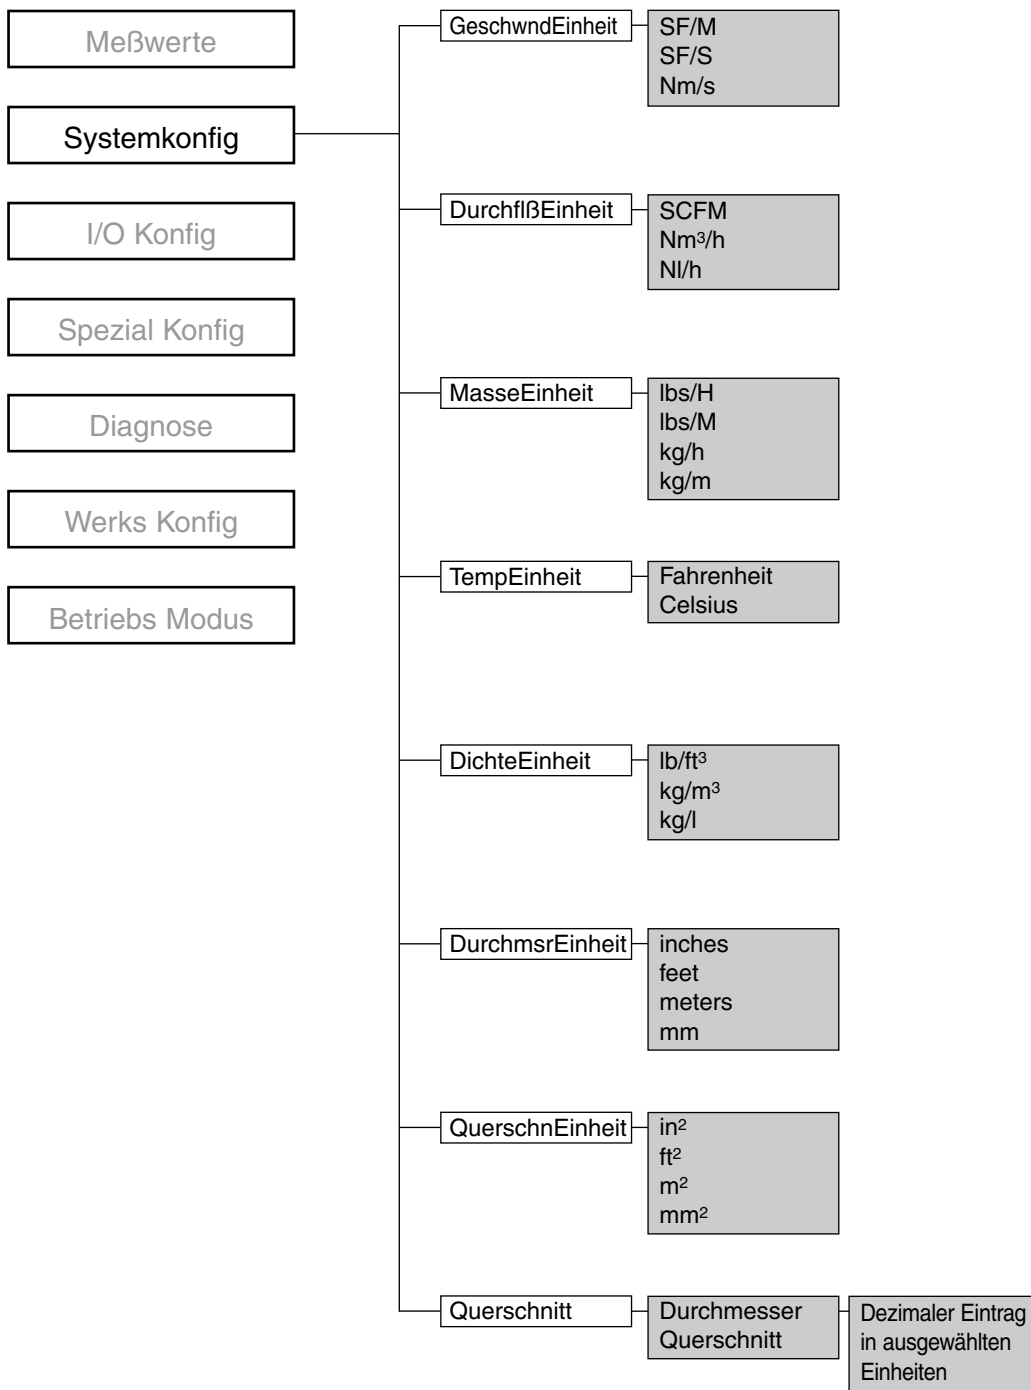 Meßwerte
Systemkonfig
I/O Konfig
Spezial Konfig
Diagnose
Werks Konfig
Betriebs Modus
GeschwndEinheit
SF/M
SF/S
Nm/s
DurchflßEinheit
SCFM
Nm³/h
Nl/h
MasseEinheit
lbs/H
lbs/M
kg/h
kg/m
TempEinheit
Fahrenheit
Celsius
DichteEinheit
lb/ft³
kg/m³
kg/l
DurchmsrEinheit
inches
feet
meters
mm
QuerschnEinheit
in²
ft²
m²
mm²
Querschnitt
Durchmesser
Querschnitt
Dezimaler Eintrag
in ausgewählten
Einheiten